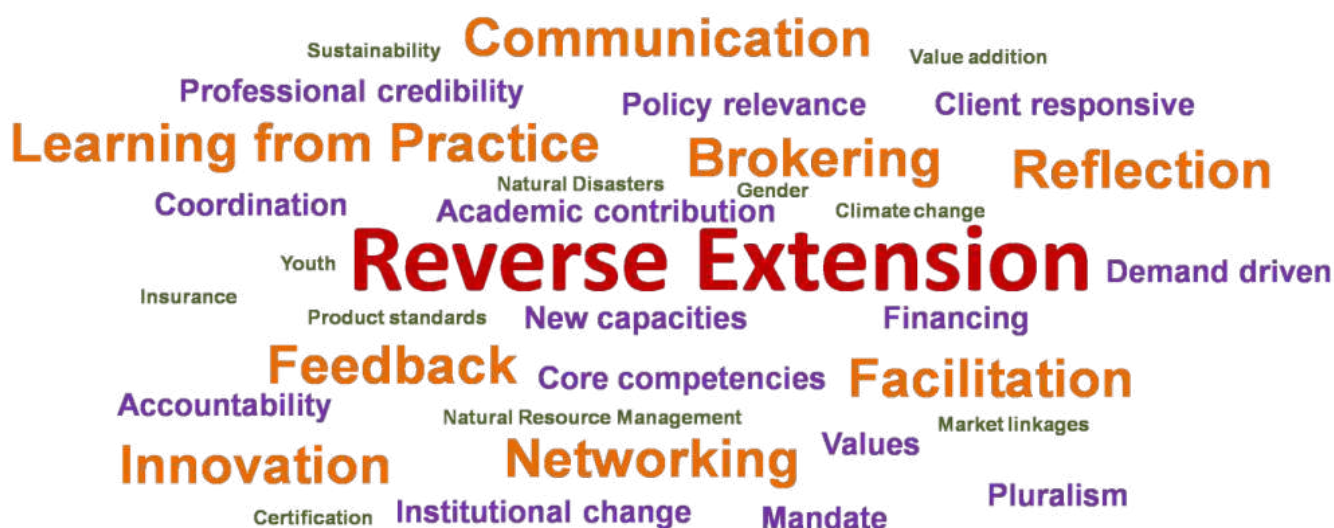 Communication
Sustainability
Value addition
Professional credibility
Policy relevance
Client responsive
Learning from Practice
Brokering
Reflection
Natural Disasters
Gender
Coordination
Academic contribution
Climate change
Youth
Reverse Extension
Demand driven
Insurance
Product standards
New capacities
Financing
Feedback
Core competencies
Facilitation
Accountability
Natural Resource Management
Market linkages
Innovation
Networking
Values
Certification
Institutional change
Mandate
Pluralism